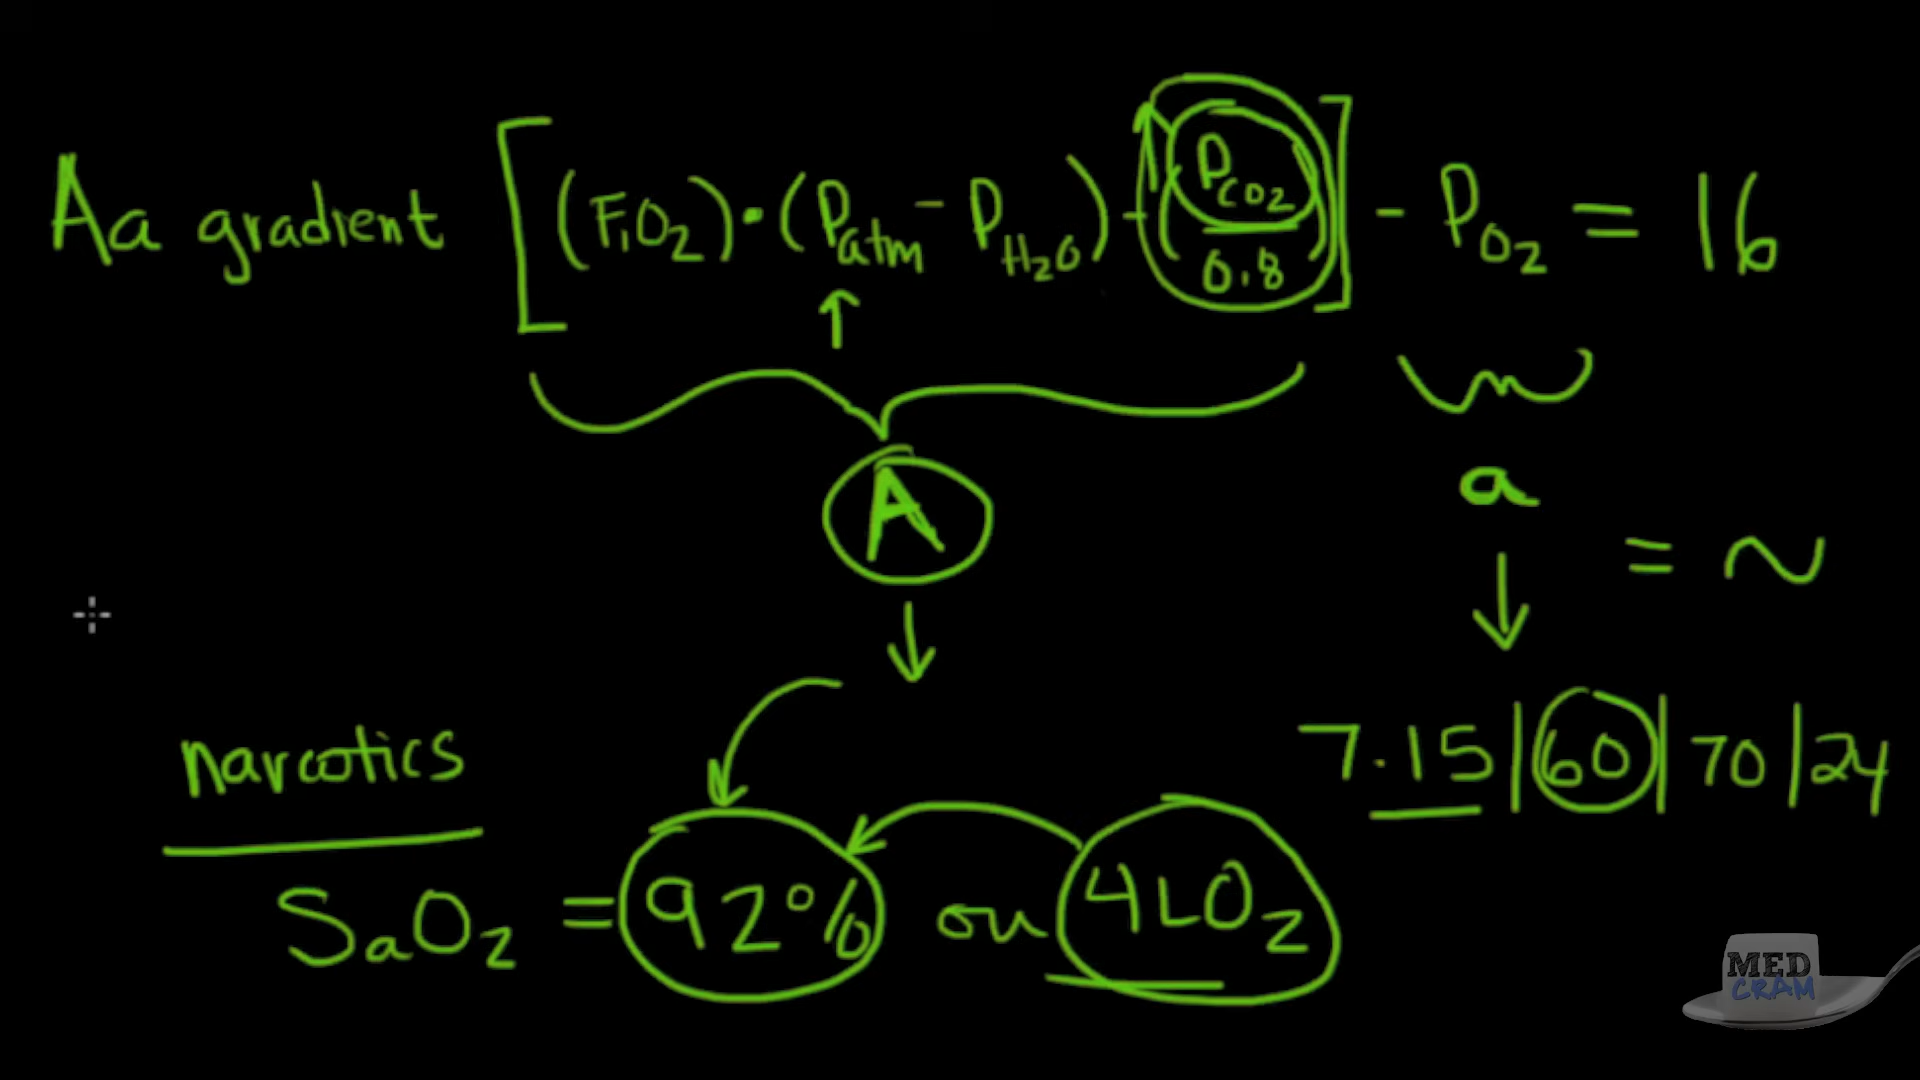 Aa gradient [(FiO2)·(Patm - PH2O) - (PCO2/0.8)] - PO2 = 16
A
a
= ~
narcotics
7.15|60|70|24
SaO2 = 92% on 4LO2
MED
CRAM